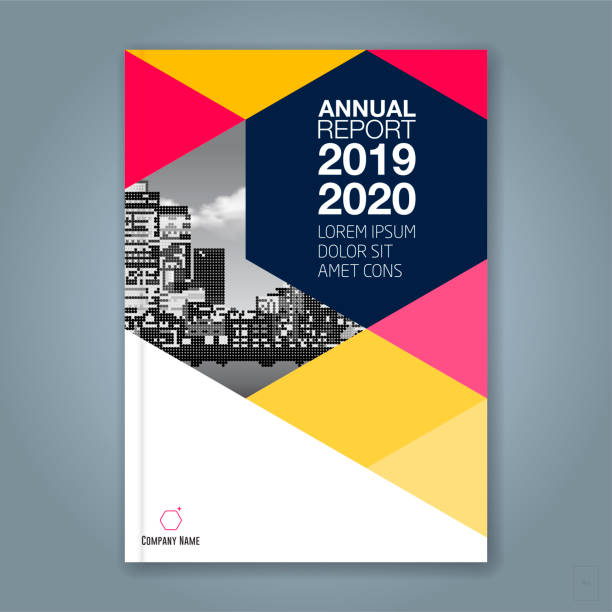 ANNUAL
REPORT
2019
2020
LOREM IPSUM
DOLOR SIT
AMET CONS
COMPANY NAME